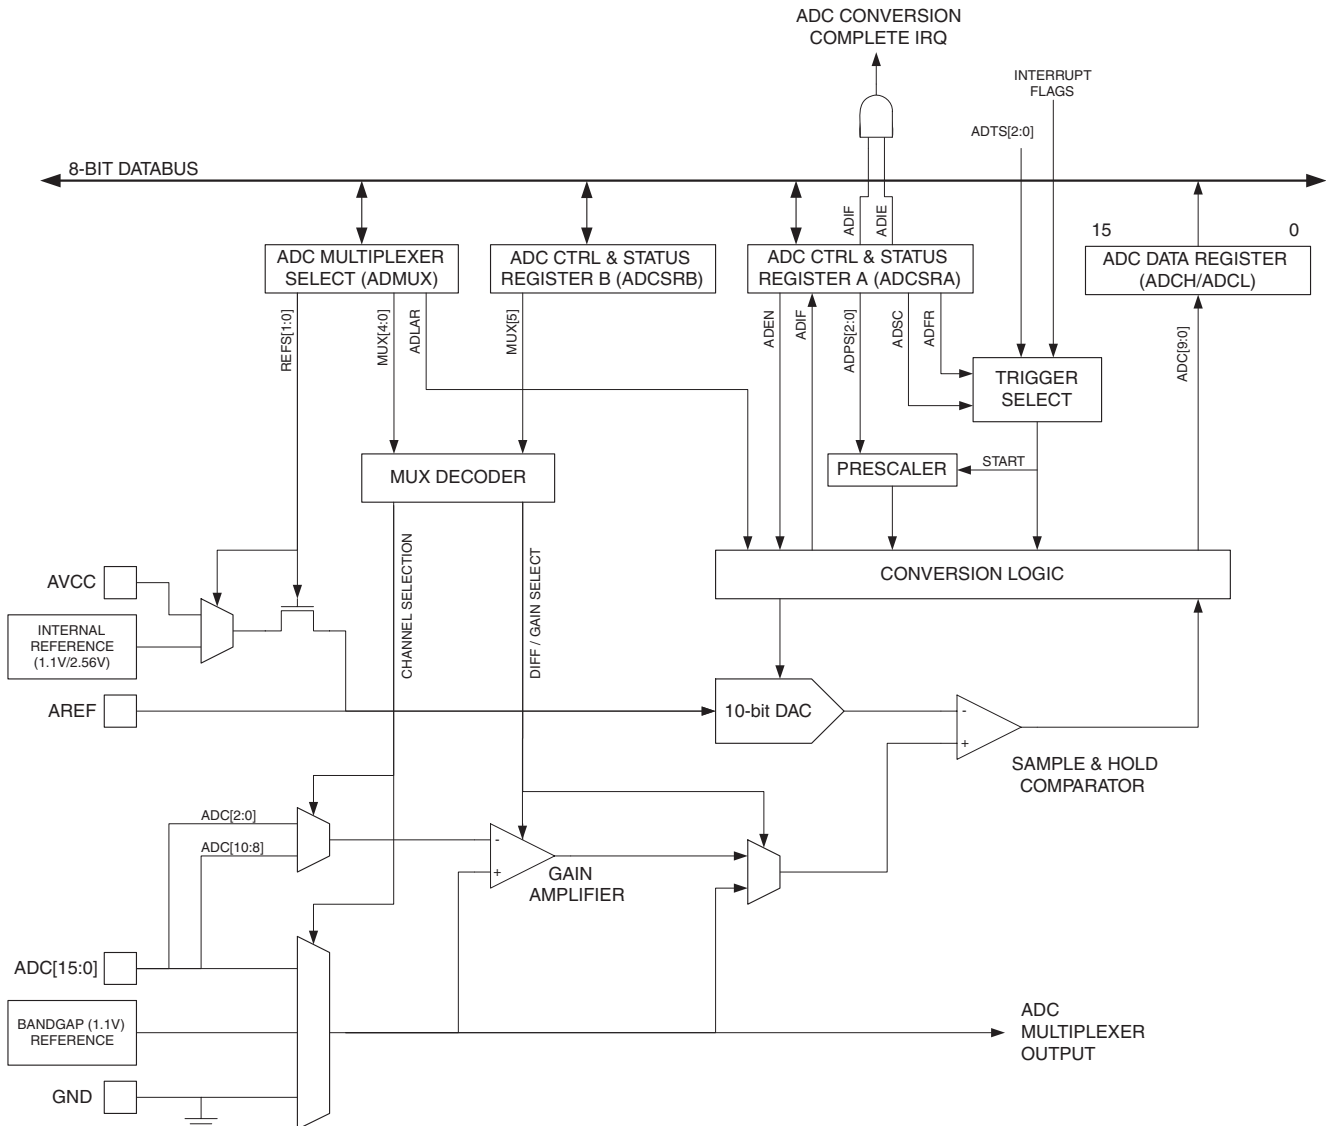 ADC CONVERSION
COMPLETE IRQ
INTERRUPT
FLAGS
ADTS[2:0]
8-BIT DATABUS
ADIF
ADIE
15
0
ADC MULTIPLEXER
SELECT (ADMUX)
ADC CTRL & STATUS
REGISTER B (ADCSRB)
ADC CTRL & STATUS
REGISTER A (ADCSRA)
ADC DATA REGISTER
(ADCH/ADCL)
REFS[1:0]
MUX[4:0]
ADLAR
MUX[5]
ADEN
ADIF
ADPS[2:0]
ADSC
ADFR
ADC[9:0]
TRIGGER
SELECT
MUX DECODER
PRESCALER
START
CHANNEL SELECTION
DIFF / GAIN SELECT
CONVERSION LOGIC
AVCC
INTERNAL
REFERENCE
(1.1V/2.56V)
AREF
10-bit DAC
-
+
SAMPLE & HOLD
COMPARATOR
ADC[2:0]
ADC[10:8]
-
+
GAIN
AMPLIFIER
ADC[15:0]
BANDGAP (1.1V)
REFERENCE
ADC
MULTIPLEXER
OUTPUT
GND